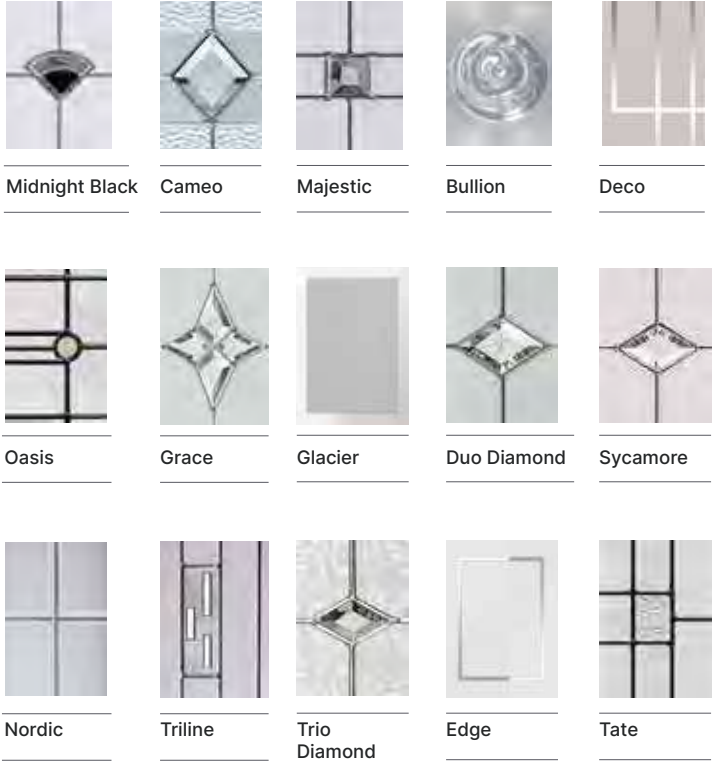 Midnight Black
Cameo
Majestic
Bullion
Deco
Oasis
Grace
Glacier
Duo Diamond
Sycamore
Nordic
Triline
Trio
Diamond
Edge
Tate